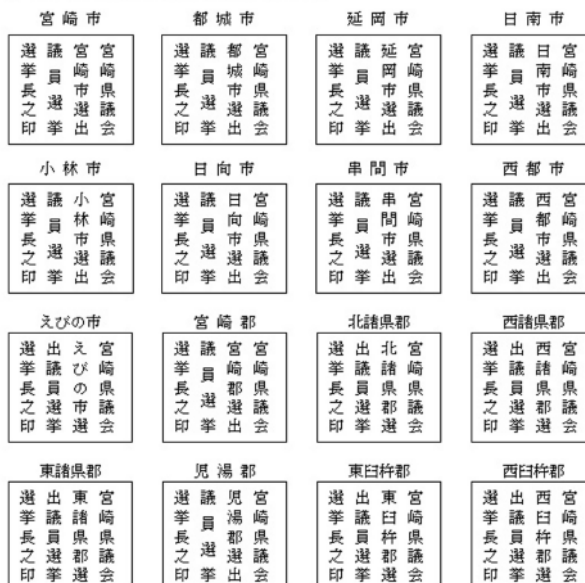 宮崎市
宮崎県議会
宮崎市選出
議員選挙
選挙長之印
都城市
宮崎県議会
都城市選出
議員選挙
選挙長之印
延岡市
宮崎県議会
延岡市選出
議員選挙
選挙長之印
日南市
宮崎県議会
日南市選出
議員選挙
選挙長之印
小林市
宮崎県議会
小林市選出
議員選挙
選挙長之印
日向市
宮崎県議会
日向市選出
議員選挙
選挙長之印
串間市
宮崎県議会
串間市選出
議員選挙
選挙長之印
西都市
宮崎県議会
西都市選出
議員選挙
選挙長之印
えびの市
宮崎県議会
えびの市選
出議員選挙
選挙長之印
宮崎郡
宮崎県議会
宮崎郡選出
議員選挙
選挙長之印
北諸県郡
宮崎県議会
北諸県郡選
出議員選挙
選挙長之印
西諸県郡
宮崎県議会
西諸県郡選
出議員選挙
選挙長之印
東諸県郡
宮崎県議会
東諸県郡選
出議員選挙
選挙長之印
児湯郡
宮崎県議会
児湯郡選出
議員選挙
選挙長之印
東臼杵郡
宮崎県議会
東臼杵郡選
出議員選挙
選挙長之印
西臼杵郡
宮崎県議会
西臼杵郡選
出議員選挙
選挙長之印